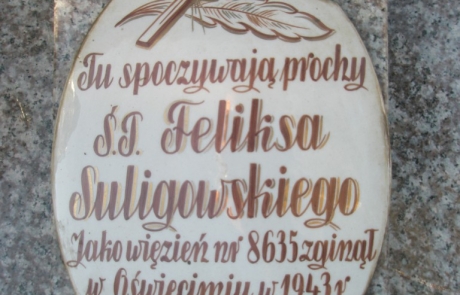 Tu spoczywają prochy
Ś.P. Feliksa
Suligowskiego
Jako więzień nr 8635 zginął
w Oświęcimiu w 1943 r